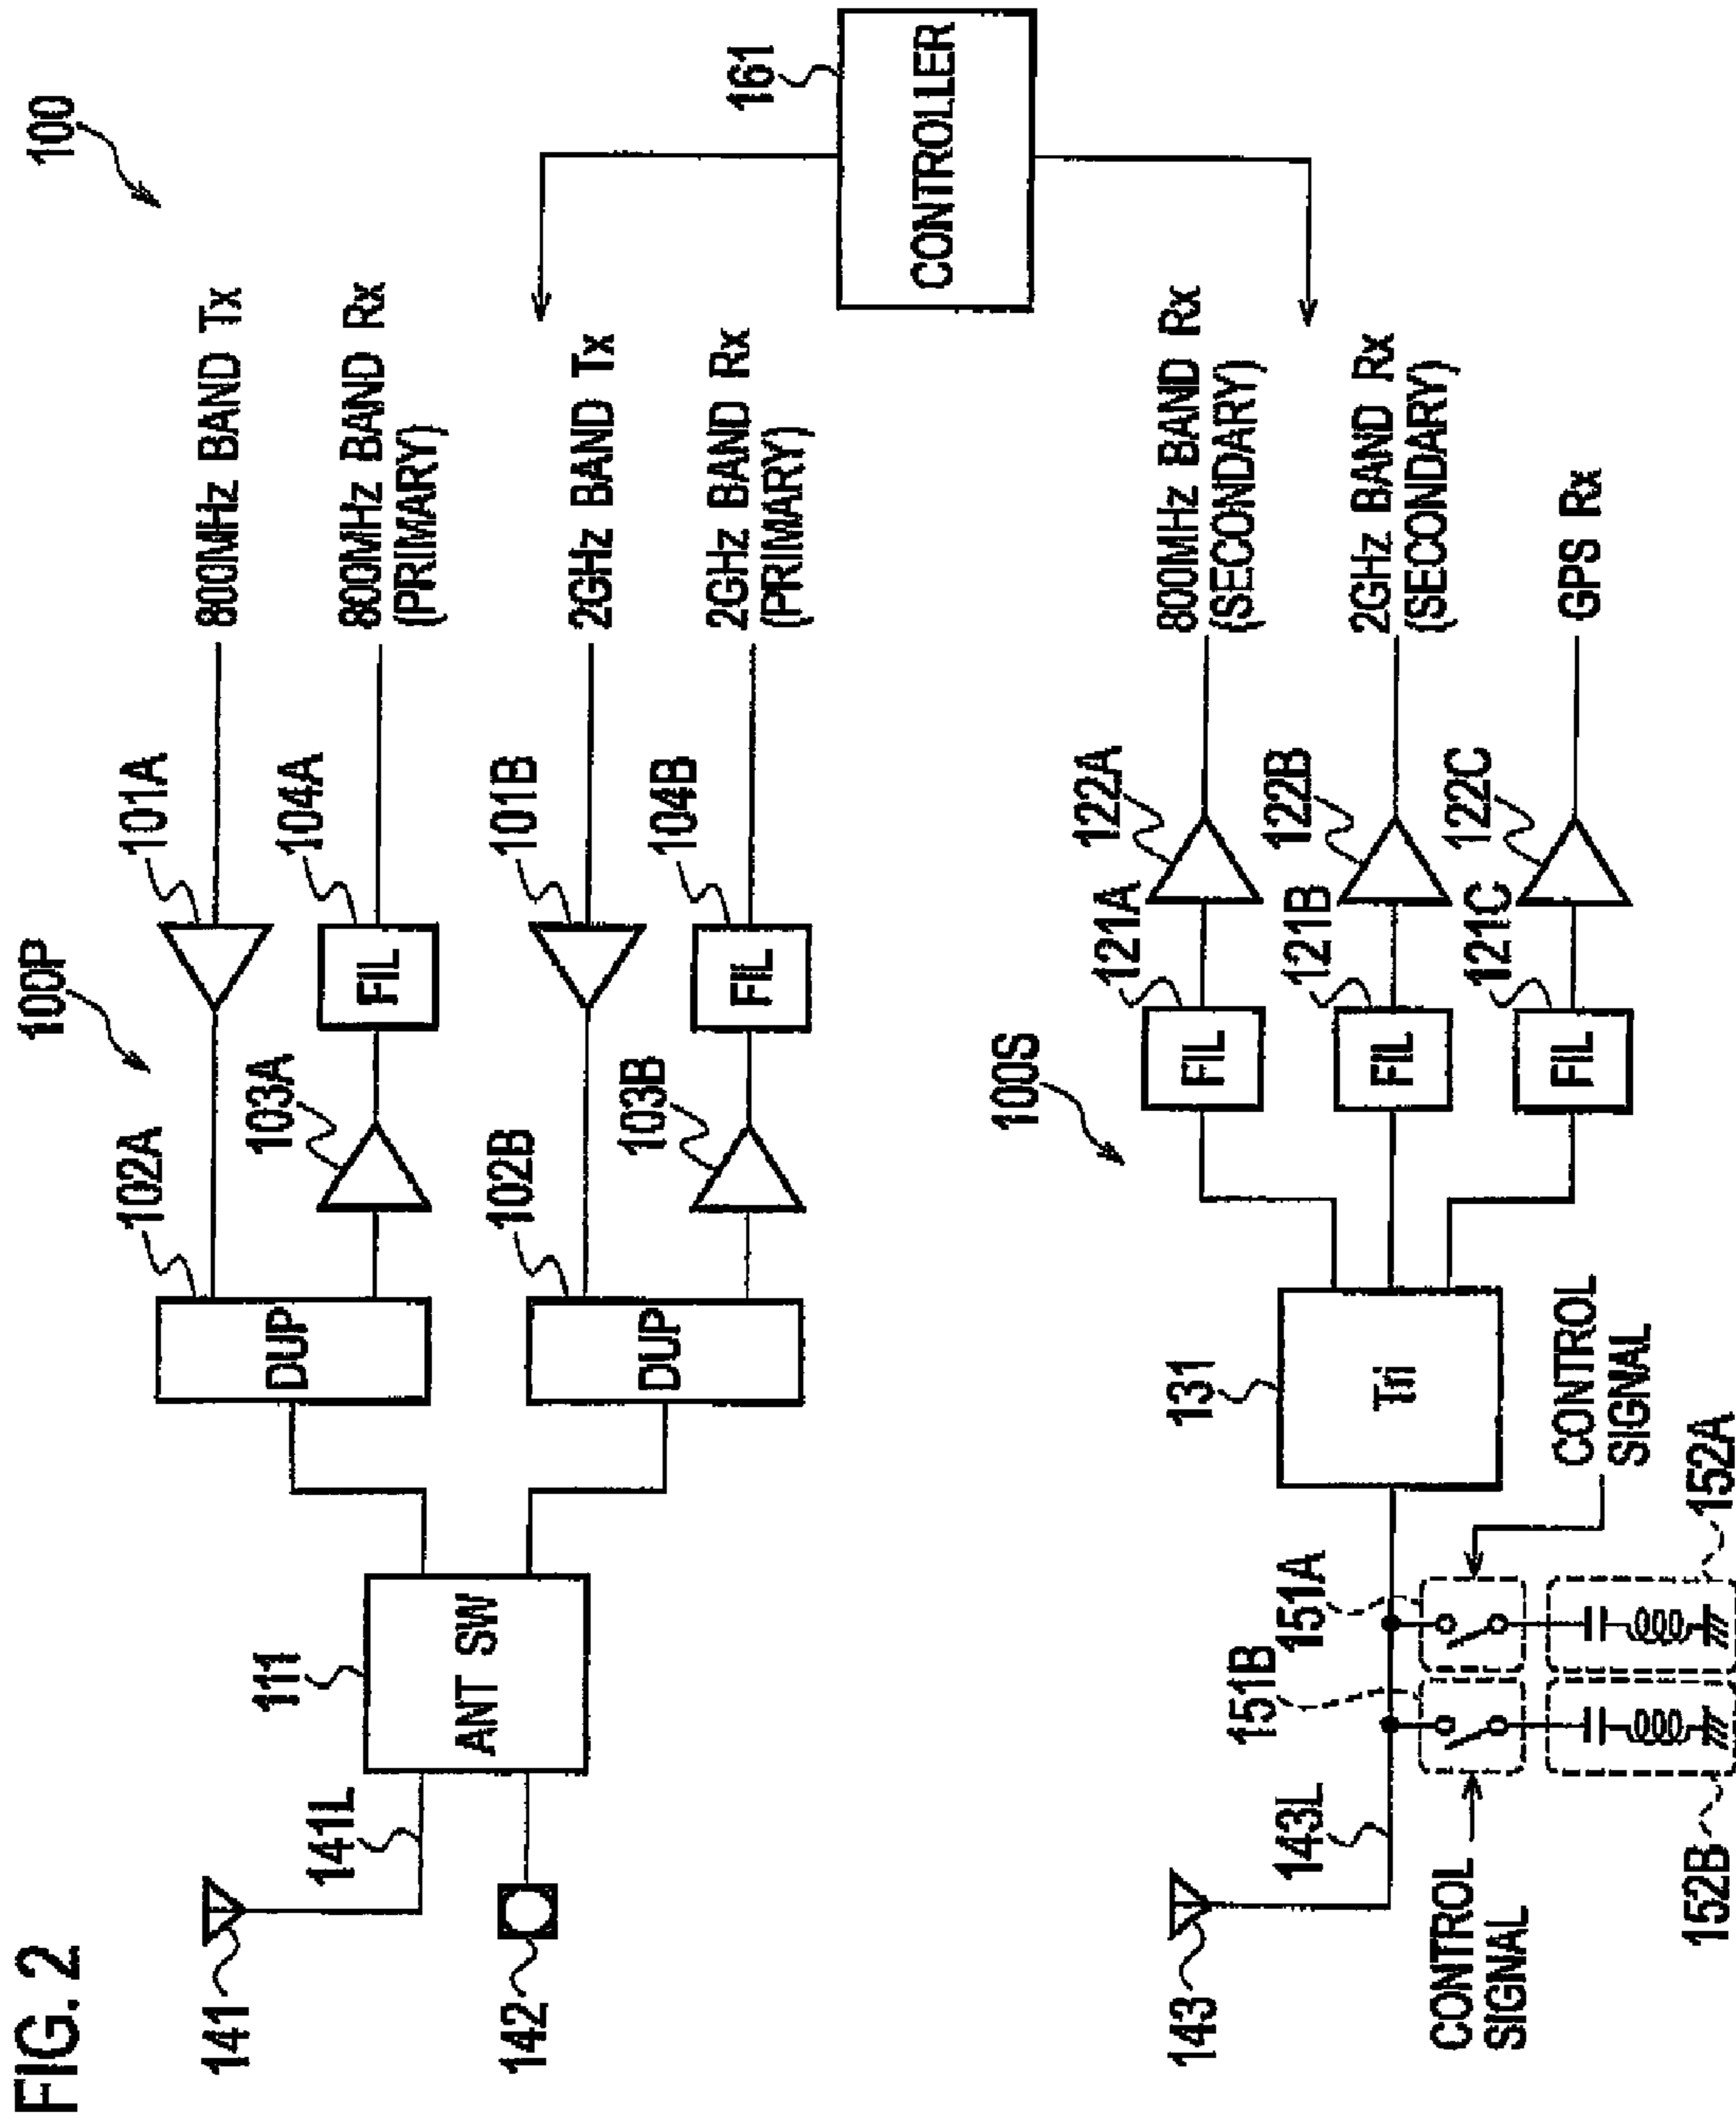 FIG. 2
100
100P
101A
800MHz BAND Tx
102A
103A
104A
800MHz BAND Rx
(PRIMARY)
141
141L
111
ANT SW
DUP
FIL
101B
2GHz BAND Tx
142
102B
103B
104B
DUP
FIL
2GHz BAND Rx
(PRIMARY)
161
CONTROLLER
100S
121A
122A
FIL
800MHz BAND Rx
(SECONDARY)
143
143L
131
Tri
121B
122B
FIL
2GHz BAND Rx
(SECONDARY)
121C
122C
FIL
GPS Rx
151B
151A
CONTROL
SIGNAL
CONTROL
SIGNAL
152B
152A